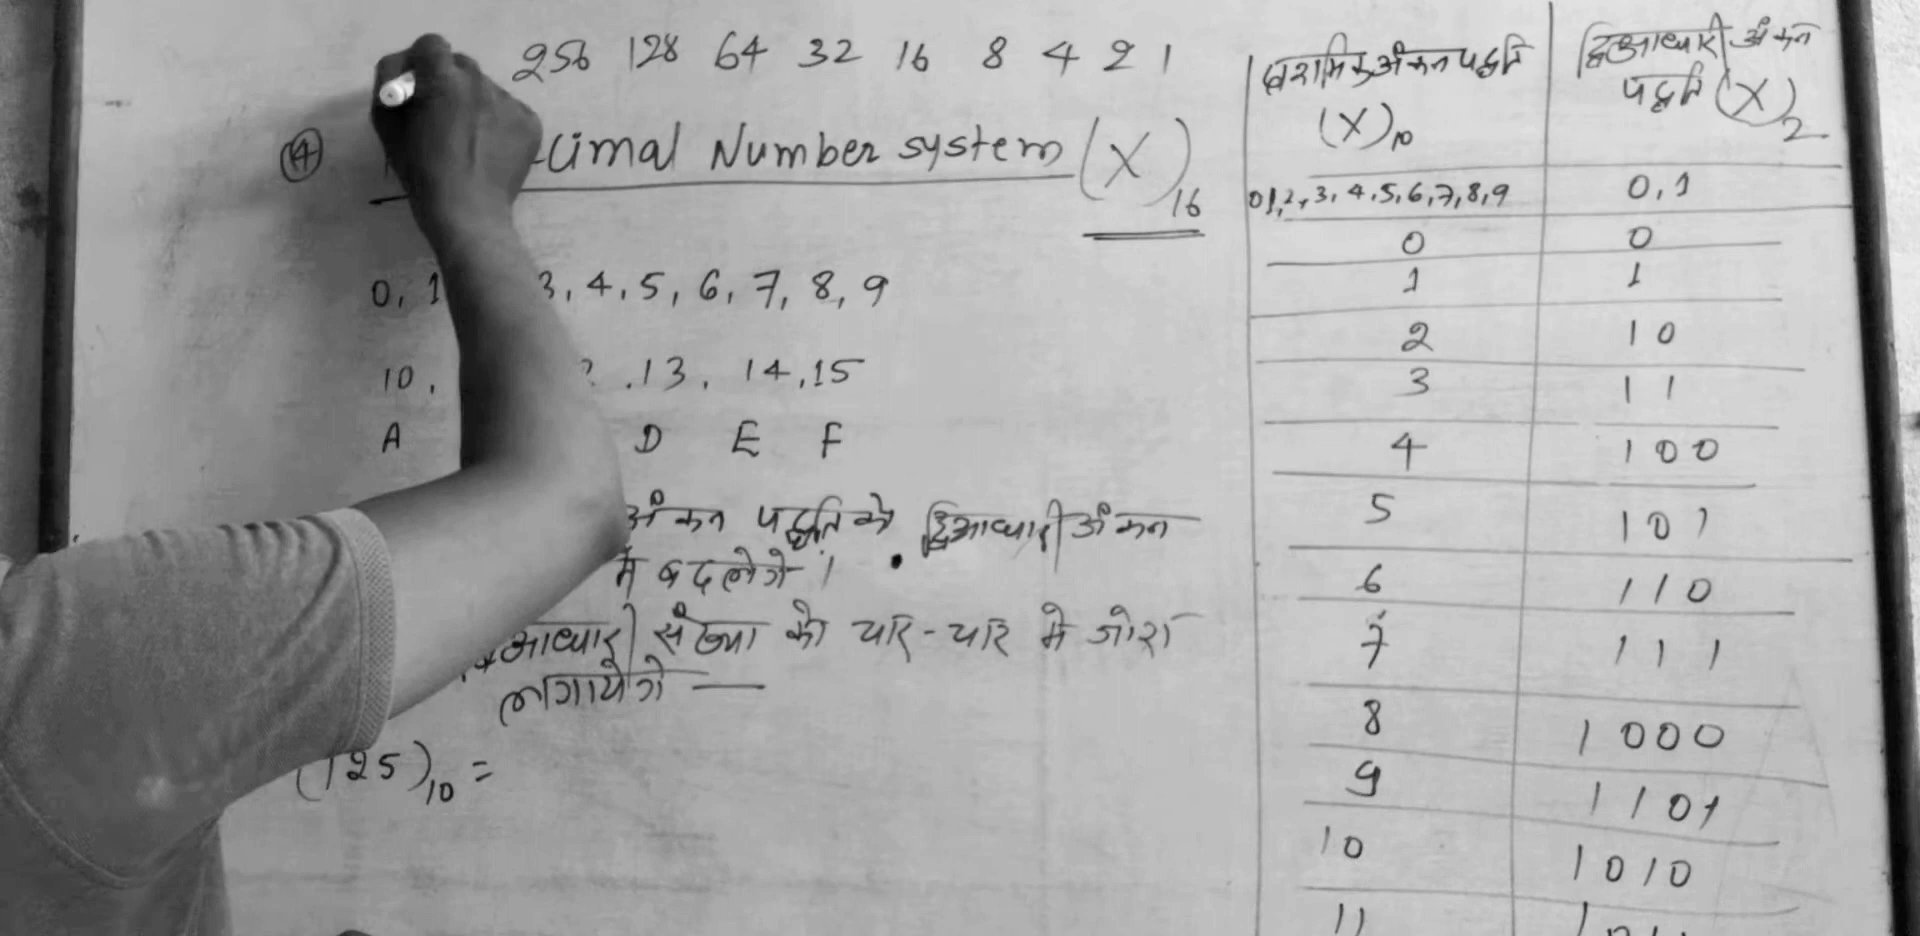 256 128 64 32 16 8 4 2 1
(4) cimal Number system (X)16
0, 1 3, 4, 5, 6, 7, 8, 9
10, .13, 14, 15
A D E F
अंकन पद्धति को द्विआधारी अंकन
में बदलेगे।
आधारी संख्या को चार-चार में जोरा
लगायेगे —
(125)10 =
दशमिक अंकन पद्धति
(X)10
0,1,2,3,4,5,6,7,8,9
0
1
2
3
4
5
6
7
8
9
10
11
द्विआधारी अंकन
पद्धति (X)2
0,1
0
1
10
11
100
101
110
111
1000
1101
1010